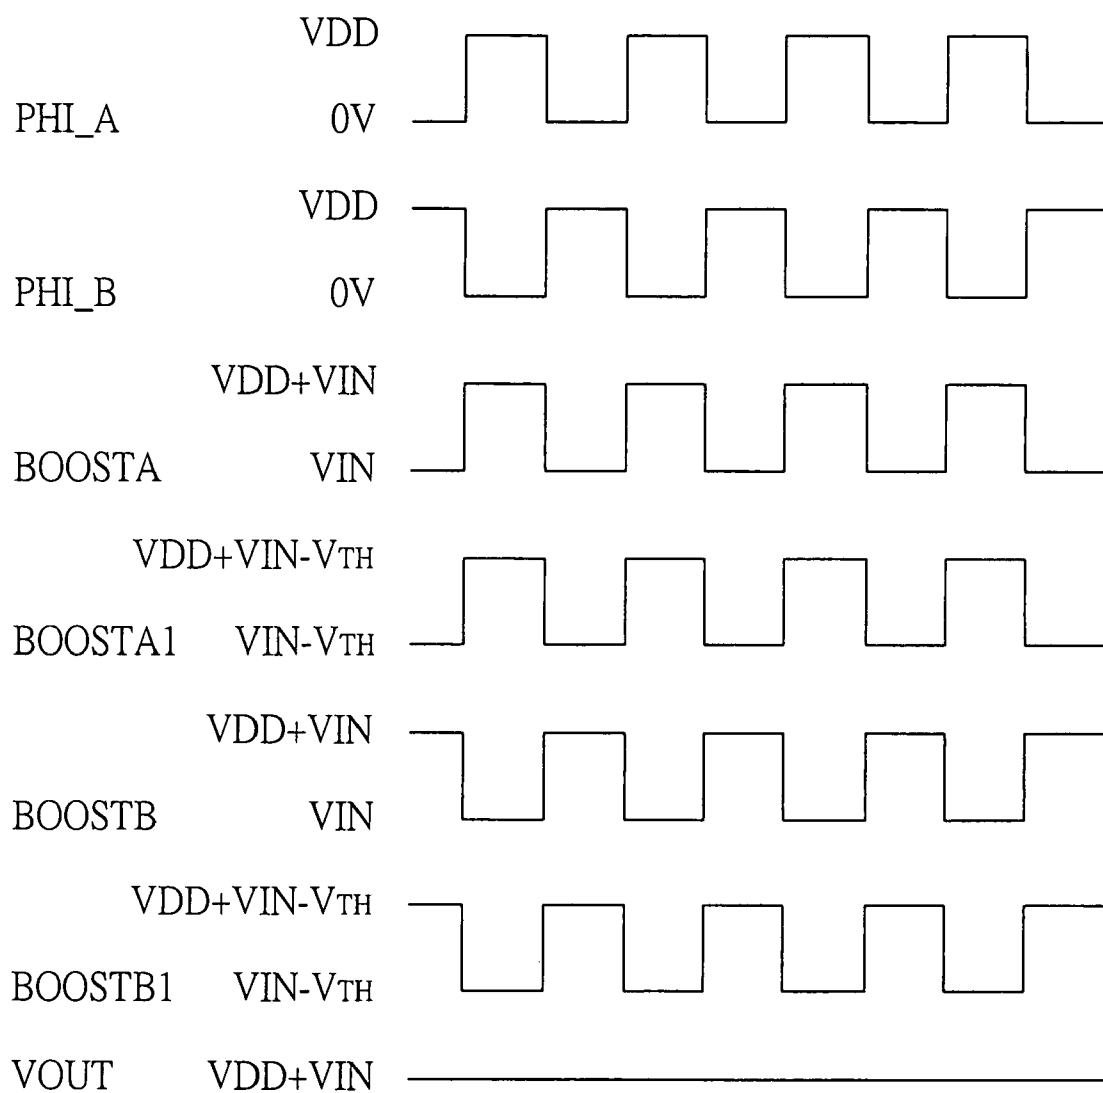 VDD
PHI_A 0V
VDD
PHI_B 0V
VDD+VIN
BOOSTA VIN
VDD+VIN-VTH
BOOSTA1 VIN-VTH
VDD+VIN
BOOSTB VIN
VDD+VIN-VTH
BOOSTB1 VIN-VTH
VOUT VDD+VIN